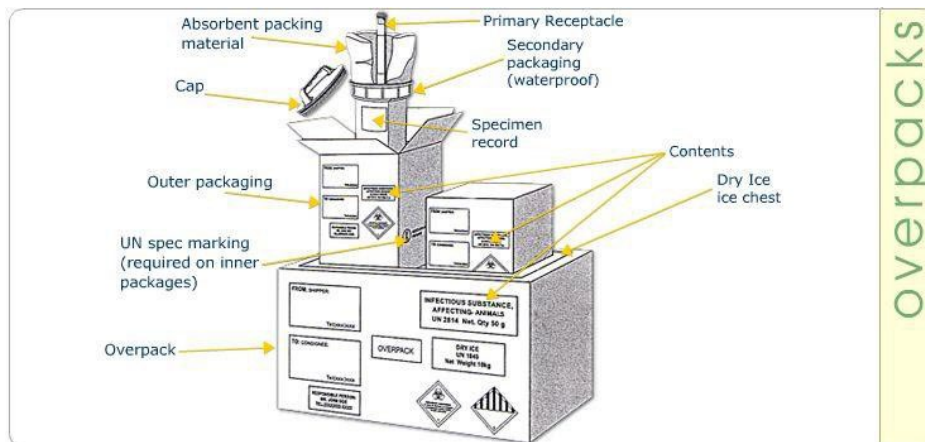 Absorbent packing
material
Primary Receptacle
Secondary
packaging
(waterproof)
Cap
Specimen
record
Contents
Outer packaging
Dry Ice
ice chest
UN spec marking
(required on inner
packages)
Overpack
FROM: SHIPPER
TO: CONSIGNEE
INFECTIOUS SUBSTANCE,
AFFECTING- ANIMALS
UN 2814 Net. Qty 50 g
OVERPACK
DRY ICE
UN 1845
Net Weight 10kg
RESPONSIBLE PERSON:
overpacks